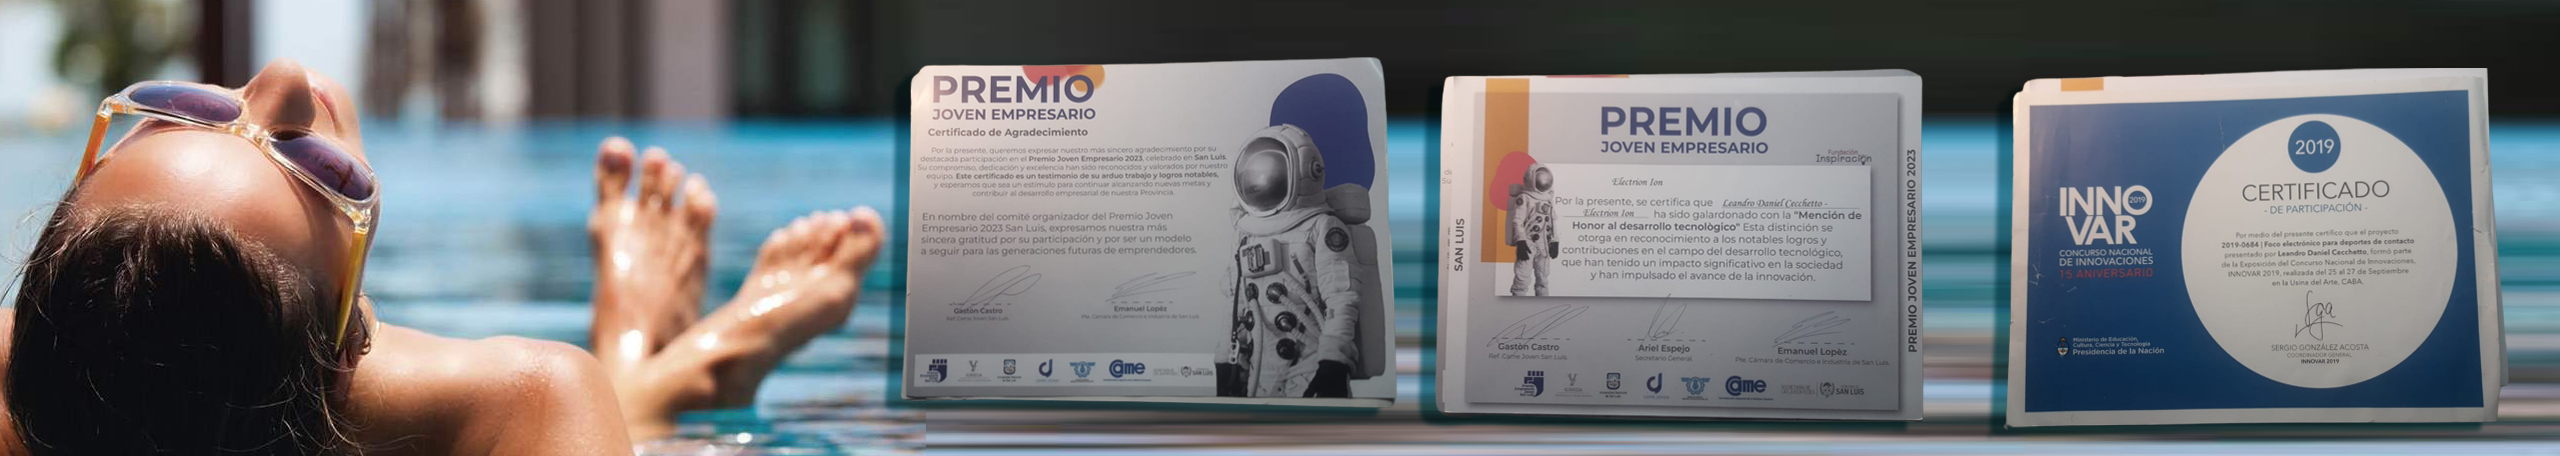 PREMIO
JOVEN EMPRESARIO
Certificado de Agradecimiento
Por la presente, queremos expresar nuestro más sincero agradecimiento por su
destacada participación en el Premio Joven Empresario 2023, celebrado en San Luis.
Su compromiso, dedicación y excelencia han sido reconocidos y valorados por nuestro
equipo. Este certificado es un testimonio de su arduo trabajo y logros notables,
y esperamos que sea un estímulo para continuar alcanzando nuevas metas y
contribuir al desarrollo empresarial de nuestra Provincia.
En nombre del comité organizador del Premio Joven
Empresario 2023 San Luis, expresamos nuestra más
sincera gratitud por su participación y por ser un modelo
a seguir para las generaciones futuras de emprendedores.
Gastón Castro
Ref. Came Joven San Luis
Emanuel Lopéz
Pte. Cámara de Comercio e Industria de San Luis
came
SAN LUIS
SAN LUIS
PREMIO
JOVEN EMPRESARIO
Fundación
Inspiración
Electrion Ion
Por la presente, se certifica que Leandro Daniel Cecchetto -
Electrion Ion ha sido galardonado con la "Mención de
Honor al desarrollo tecnològico" Esta distinción se
otorga en reconocimiento a los notables logros y
contribuciones en el campo del desarrollo tecnológico,
que han tenido un impacto significativo en la sociedad
y han impulsado el avance de la innovación.
Gastón Castro
Ref. Came Joven San Luis
Ariel Espejo
Secretario General
Emanuel Lopèz
Pte. Cámara de Comercio e Industria de San Luis
came
SAN LUIS
PREMIO JOVEN EMPRESARIO 2023
INNO
2019
VAR
CONCURSO NACIONAL
DE INNOVACIONES
15 ANIVERSARIO
Ministerio de Educación,
Cultura, Ciencia y Tecnología
Presidencia de la Nación
2019
CERTIFICADO
- DE PARTICIPACIÓN -
Por medio del presente certifico que el proyecto
2019-0684 | Foco electrónico para deportes de contacto
presentado por Leandro Daniel Cecchetto, formó parte
de la Exposición del Concurso Nacional de Innovaciones,
INNOVAR 2019, realizada del 25 al 27 de Septiembre
en la Usina del Arte, CABA.
SERGIO GONZÁLEZ ACOSTA
COORDINADOR GENERAL
INNOVAR 2019